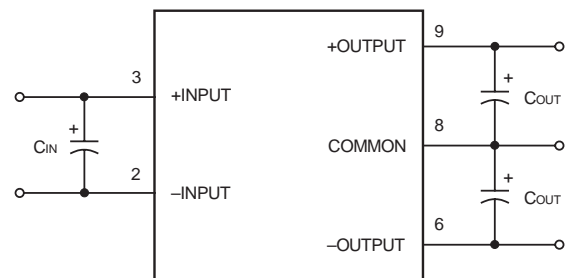 9
+OUTPUT
+
COUT
3
+INPUT
8
+
CIN
COMMON
2
+
COUT
–INPUT
6
–OUTPUT